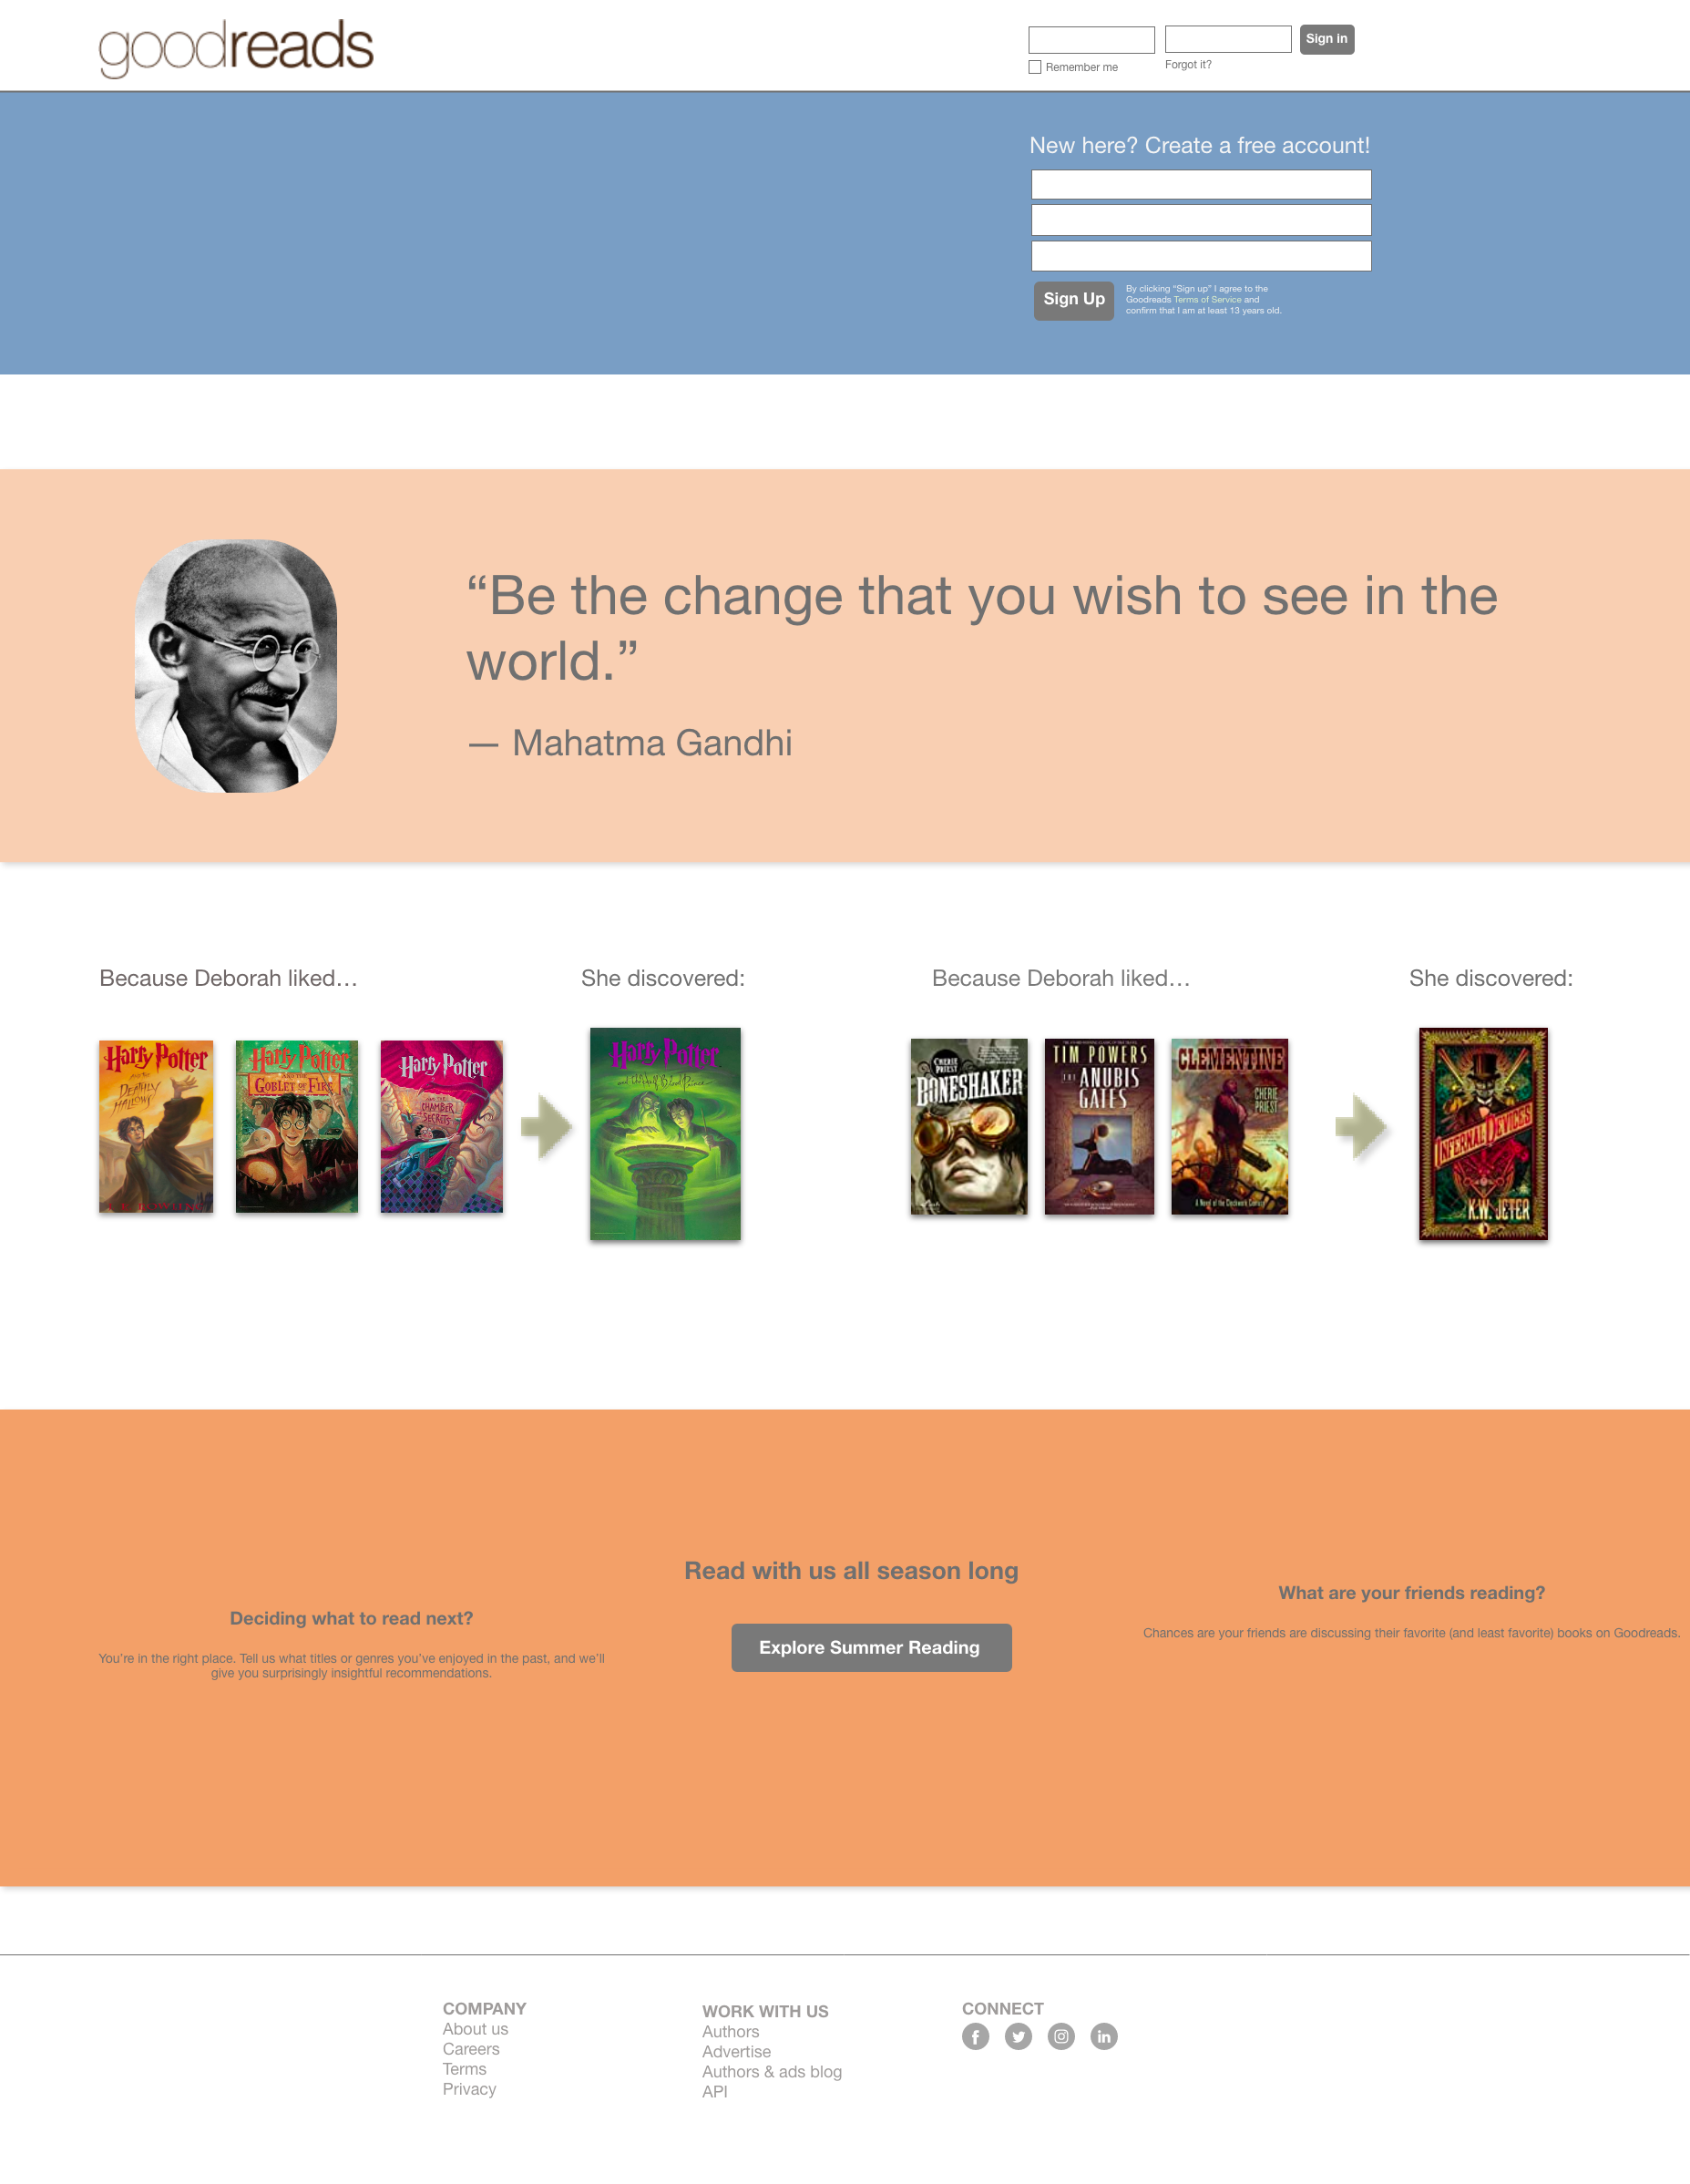 goodreads
Sign in
Remember me
Forgot it?
New here? Create a free account!
Sign Up
By clicking “Sign up” I agree to the
Goodreads Terms of Service and
confirm that I am at least 13 years old.
“Be the change that you wish to see in the
world.”
— Mahatma Gandhi
Because Deborah liked…
She discovered:
Because Deborah liked…
She discovered:
Harry Potter
AND THE
DEATHLY
HALLOWS
Harry Potter
AND THE
GOBLET OF FIRE
Harry Potter
AND THE
CHAMBER
OF
SECRETS
Harry Potter
and the Half-Blood Prince
CHERIE
PRIEST
BONESHAKER
TIM POWERS
THE ANUBIS
GATES
CLEMENTINE
CHERIE
PRIEST
A Novel of the Clockwork Century
INFERNAL DEVICES
K.W. JETER
Read with us all season long
Explore Summer Reading
Deciding what to read next?
You’re in the right place. Tell us what titles or genres you’ve enjoyed in the past, and we’ll
give you surprisingly insightful recommendations.
What are your friends reading?
Chances are your friends are discussing their favorite (and least favorite) books on Goodreads.
COMPANY
About us
Careers
Terms
Privacy
WORK WITH US
Authors
Advertise
Authors & ads blog
API
CONNECT